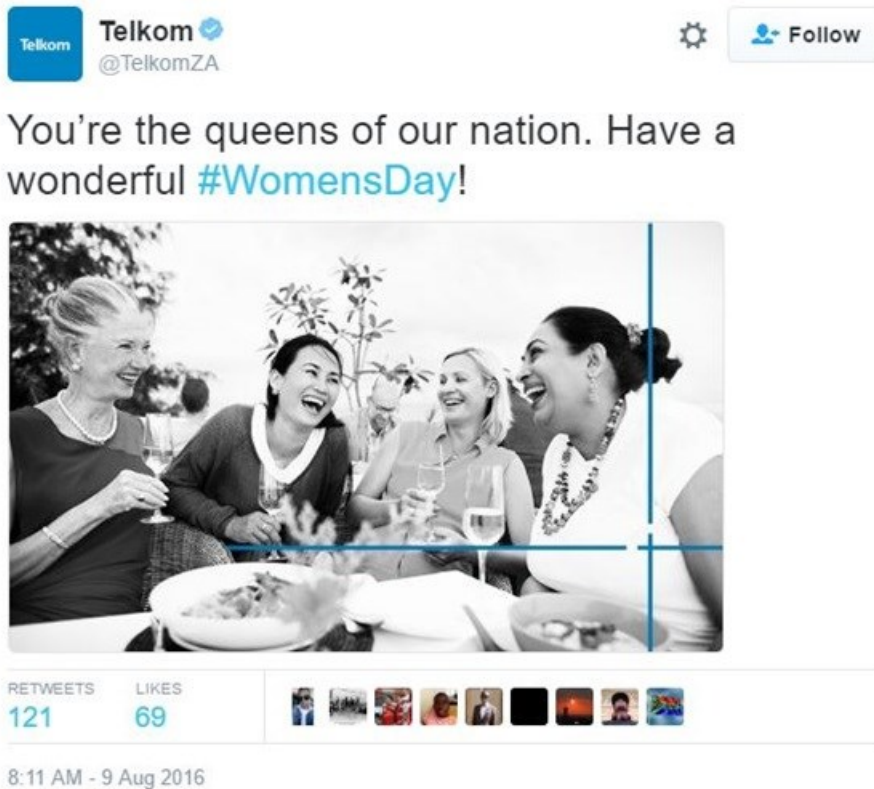 Telkom
Telkom
@TelkomZA
Follow
You're the queens of our nation. Have a
wonderful #WomensDay!
RETWEETS
LIKES
121
69
8:11 AM - 9 Aug 2016